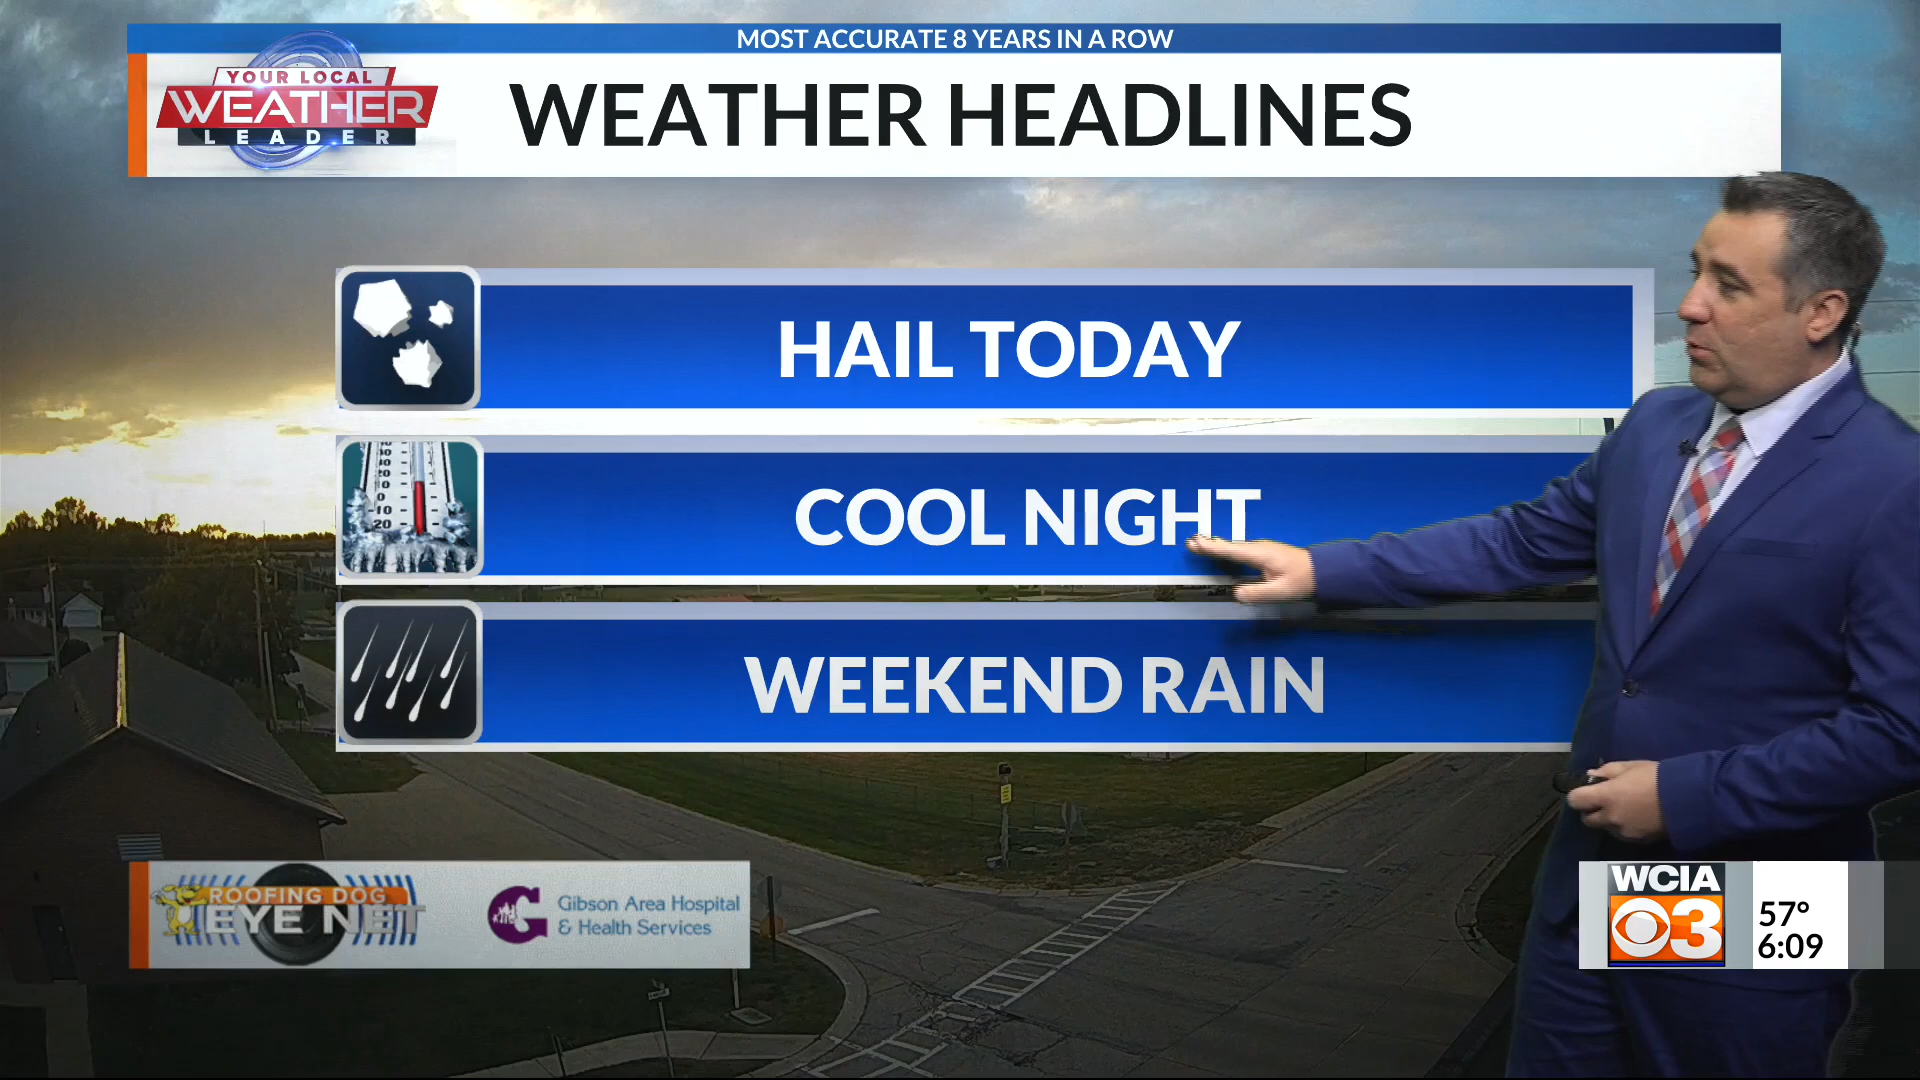 MOST ACCURATE 8 YEARS IN A ROW
YOUR LOCAL
WEATHER
LEADER
WEATHER HEADLINES
HAIL TODAY
COOL NIGHT
WEEKEND RAIN
ROOFING DOG
EYE NET
G
Gibson Area Hospital
& Health Services
WCIA
3
57°
6:09